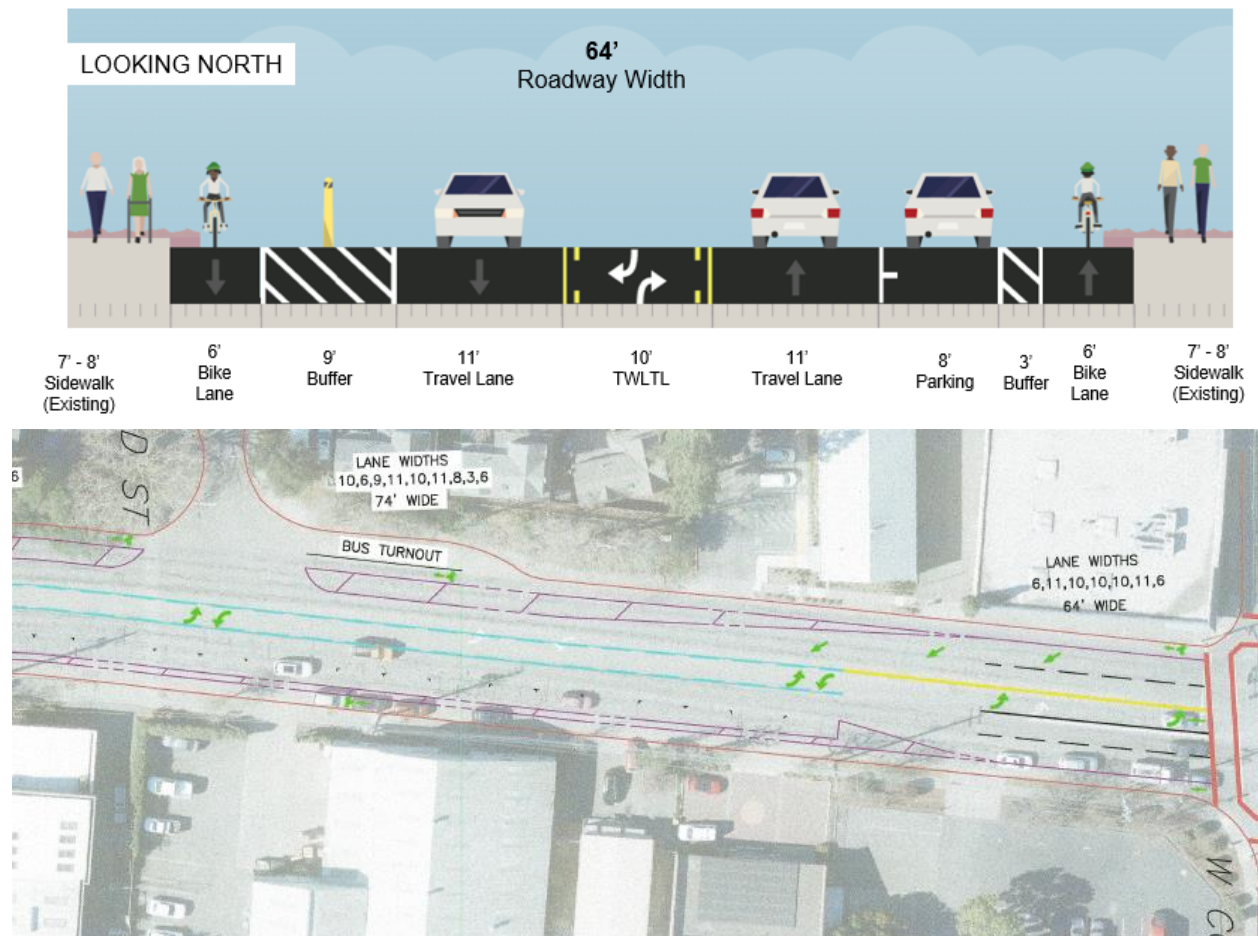 LOOKING NORTH
64'
Roadway Width
7' - 8'
Sidewalk
(Existing)
6'
Bike
Lane
9'
Buffer
11'
Travel Lane
10'
TWLTL
11'
Travel Lane
8'
Parking
3'
Buffer
6'
Bike
Lane
7' - 8'
Sidewalk
(Existing)
6
D ST
LANE WIDTHS
10,6,9,11,10,11,8,3,6
74' WIDE
BUS TURNOUT
LANE WIDTHS
6,11,10,10,10,11,6
64' WIDE
W C